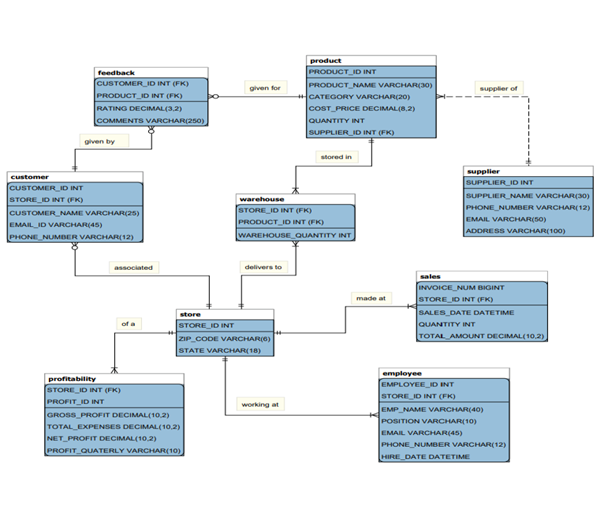 product
PRODUCT_ID INT
PRODUCT_NAME VARCHAR(30)
CATEGORY VARCHAR(20)
COST_PRICE DECIMAL(8,2)
QUANTITY INT
SUPPLIER_ID INT (FK)
feedback
CUSTOMER_ID INT (FK)
PRODUCT_ID INT (FK)
RATING DECIMAL(3,2)
COMMENTS VARCHAR(250)
given for
supplier of
given by
stored in
customer
CUSTOMER_ID INT
STORE_ID INT (FK)
CUSTOMER_NAME VARCHAR(25)
EMAIL_ID VARCHAR(45)
PHONE_NUMBER VARCHAR(12)
warehouse
STORE_ID INT (FK)
PRODUCT_ID INT (FK)
WAREHOUSE_QUANTITY INT
supplier
SUPPLIER_ID INT
SUPPLIER_NAME VARCHAR(30)
PHONE_NUMBER VARCHAR(12)
EMAIL VARCHAR(50)
ADDRESS VARCHAR(100)
associated
delivers to
sales
INVOICE_NUM BIGINT
STORE_ID INT (FK)
SALES_DATE DATETIME
QUANTITY INT
TOTAL_AMOUNT DECIMAL(10,2)
made at
store
STORE_ID INT
ZIP_CODE VARCHAR(6)
STATE VARCHAR(18)
of a
profitability
STORE_ID INT (FK)
PROFIT_ID INT
GROSS_PROFIT DECIMAL(10,2)
TOTAL_EXPENSES DECIMAL(10,2)
NET_PROFIT DECIMAL(10,2)
PROFIT_QUATERLY VARCHAR(10)
working at
employee
EMPLOYEE_ID INT
STORE_ID INT (FK)
EMP_NAME VARCHAR(40)
POSITION VARCHAR(10)
EMAIL VARCHAR(45)
PHONE_NUMBER VARCHAR(12)
HIRE_DATE DATETIME